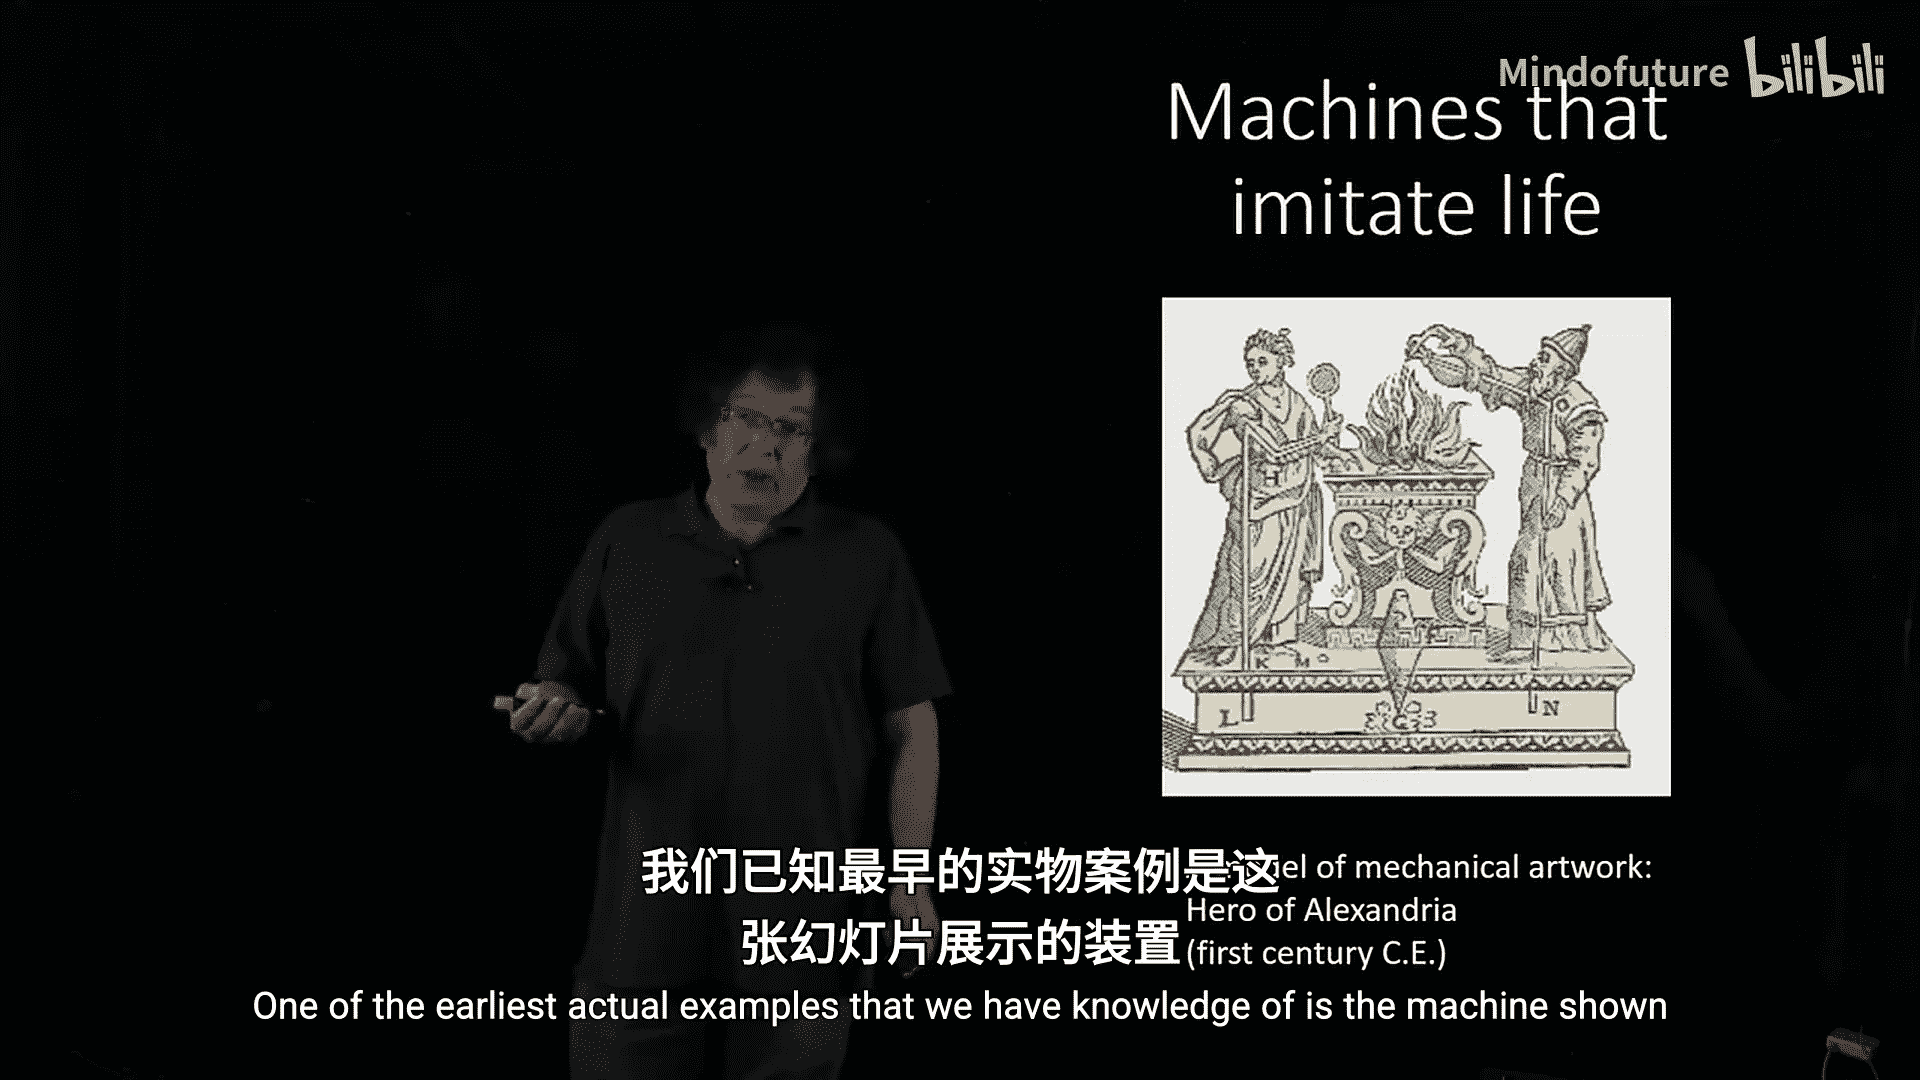 Mindofuture bilibili
Machines that
imitate life
H
K M
L G N
of mechanical artwork:
Hero of Alexandria
(first century C.E.)
我们已知最早的实物案例是这
张幻灯片展示的装置
One of the earliest actual examples that we have knowledge of is the machine shown